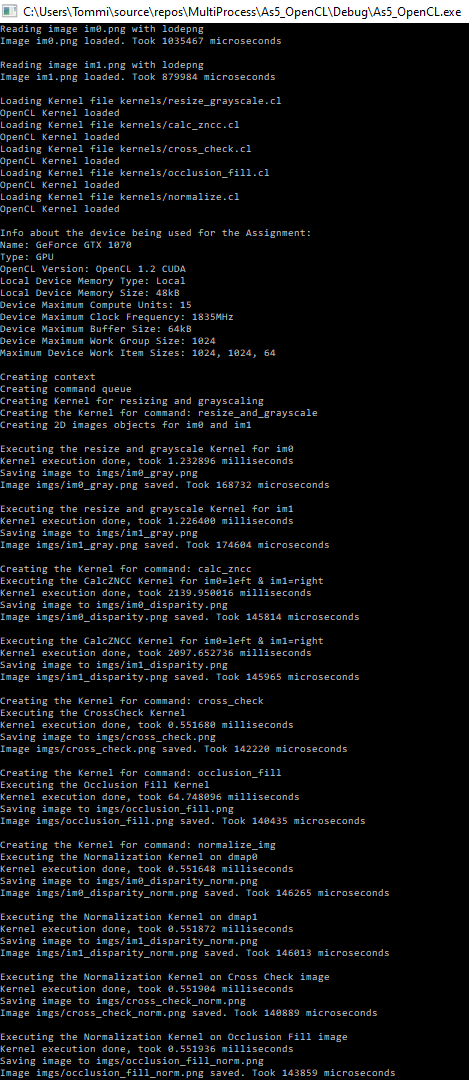 C:\Users\Tommi\source\repos\MultiProcess\As5_OpenCL\Debug\As5_OpenCL.exe
Reading image im0.png with lodepng
Image im0.png loaded. Took 1035467 microseconds
Reading image im1.png with lodepng
Image im1.png loaded. Took 879984 microseconds
Loading Kernel file kernels/resize_grayscale.cl
OpenCL Kernel loaded
Loading Kernel file kernels/calc_zncc.cl
OpenCL Kernel loaded
Loading Kernel file kernels/cross_check.cl
OpenCL Kernel loaded
Loading Kernel file kernels/occlusion_fill.cl
OpenCL Kernel loaded
Loading Kernel file kernels/normalize.cl
OpenCL Kernel loaded
Info about the device being used for the Assignment:
Name: GeForce GTX 1070
Type: GPU
OpenCL Version: OpenCL 1.2 CUDA
Local Device Memory Type: Local
Local Device Memory Size: 48kB
Device Maximum Compute Units: 15
Device Maximum Clock Frequency: 1835MHz
Device Maximum Buffer Size: 64kB
Device Maximum Work Group Size: 1024
Maximum Device Work Item Sizes: 1024, 1024, 64
Creating context
Creating command queue
Creating Kernel for resizing and grayscaling
Creating the Kernel for command: resize_and_grayscale
Creating 2D images objects for im0 and im1
Executing the resize and grayscale Kernel for im0
Kernel execution done, took 1.232896 milliseconds
Saving image to imgs/im0_gray.png
Image imgs/im0_gray.png saved. Took 168732 microseconds
Executing the resize and grayscale Kernel for im1
Kernel execution done, took 1.226400 milliseconds
Saving image to imgs/im1_gray.png
Image imgs/im1_gray.png saved. Took 174604 microseconds
Creating the Kernel for command: calc_zncc
Executing the CalcZNCC Kernel for im0=left & im1=right
Kernel execution done, took 2139.950016 milliseconds
Saving image to imgs/im0_disparity.png
Image imgs/im0_disparity.png saved. Took 145814 microseconds
Executing the CalcZNCC Kernel for im0=left & im1=right
Kernel execution done, took 2097.652736 milliseconds
Saving image to imgs/im1_disparity.png
Image imgs/im1_disparity.png saved. Took 145965 microseconds
Creating the Kernel for command: cross_check
Executing the CrossCheck Kernel
Kernel execution done, took 0.551680 milliseconds
Saving image to imgs/cross_check.png
Image imgs/cross_check.png saved. Took 142220 microseconds
Creating the Kernel for command: occlusion_fill
Executing the Occlusion Fill Kernel
Kernel execution done, took 64.748096 milliseconds
Saving image to imgs/occlusion_fill.png
Image imgs/occlusion_fill.png saved. Took 140435 microseconds
Creating the Kernel for command: normalize_img
Executing the Normalization Kernel on dmap0
Kernel execution done, took 0.551648 milliseconds
Saving image to imgs/im0_disparity_norm.png
Image imgs/im0_disparity_norm.png saved. Took 146265 microseconds
Executing the Normalization Kernel on dmap1
Kernel execution done, took 0.551872 milliseconds
Saving image to imgs/im1_disparity_norm.png
Image imgs/im1_disparity_norm.png saved. Took 146013 microseconds
Executing the Normalization Kernel on Cross Check image
Kernel execution done, took 0.551904 milliseconds
Saving image to imgs/cross_check_norm.png
Image imgs/cross_check_norm.png saved. Took 140889 microseconds
Executing the Normalization Kernel on Occlusion Fill image
Kernel execution done, took 0.551936 milliseconds
Saving image to imgs/occlusion_fill_norm.png
Image imgs/occlusion_fill_norm.png saved. Took 143859 microseconds